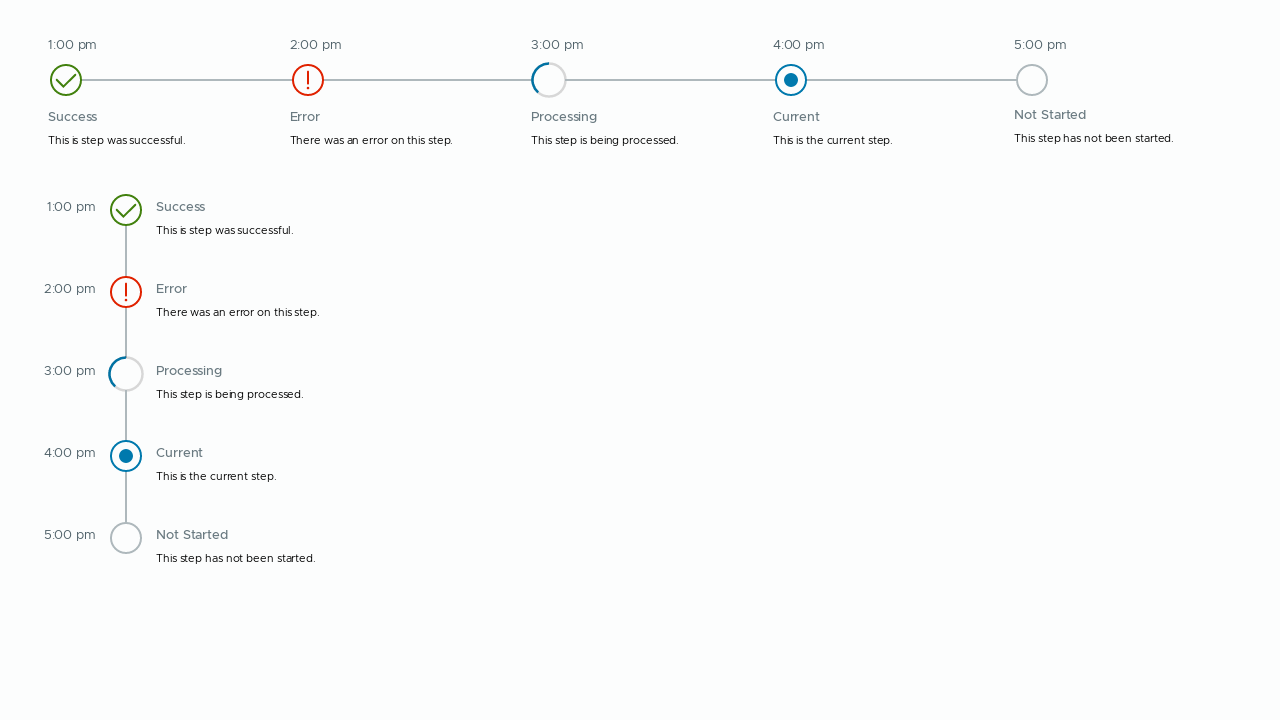 1:00 pm 2:00 pm 3:00 pm 4:00 pm 5:00 pm
Success Error Processing Current Not Started
This is step was successful. There was an error on this step. This step is being processed. This is the current step. This step has not been started.
1:00 pm Success
This is step was successful.
2:00 pm Error
There was an error on this step.
3:00 pm Processing
This step is being processed.
4:00 pm Current
This is the current step.
5:00 pm Not Started
This step has not been started.